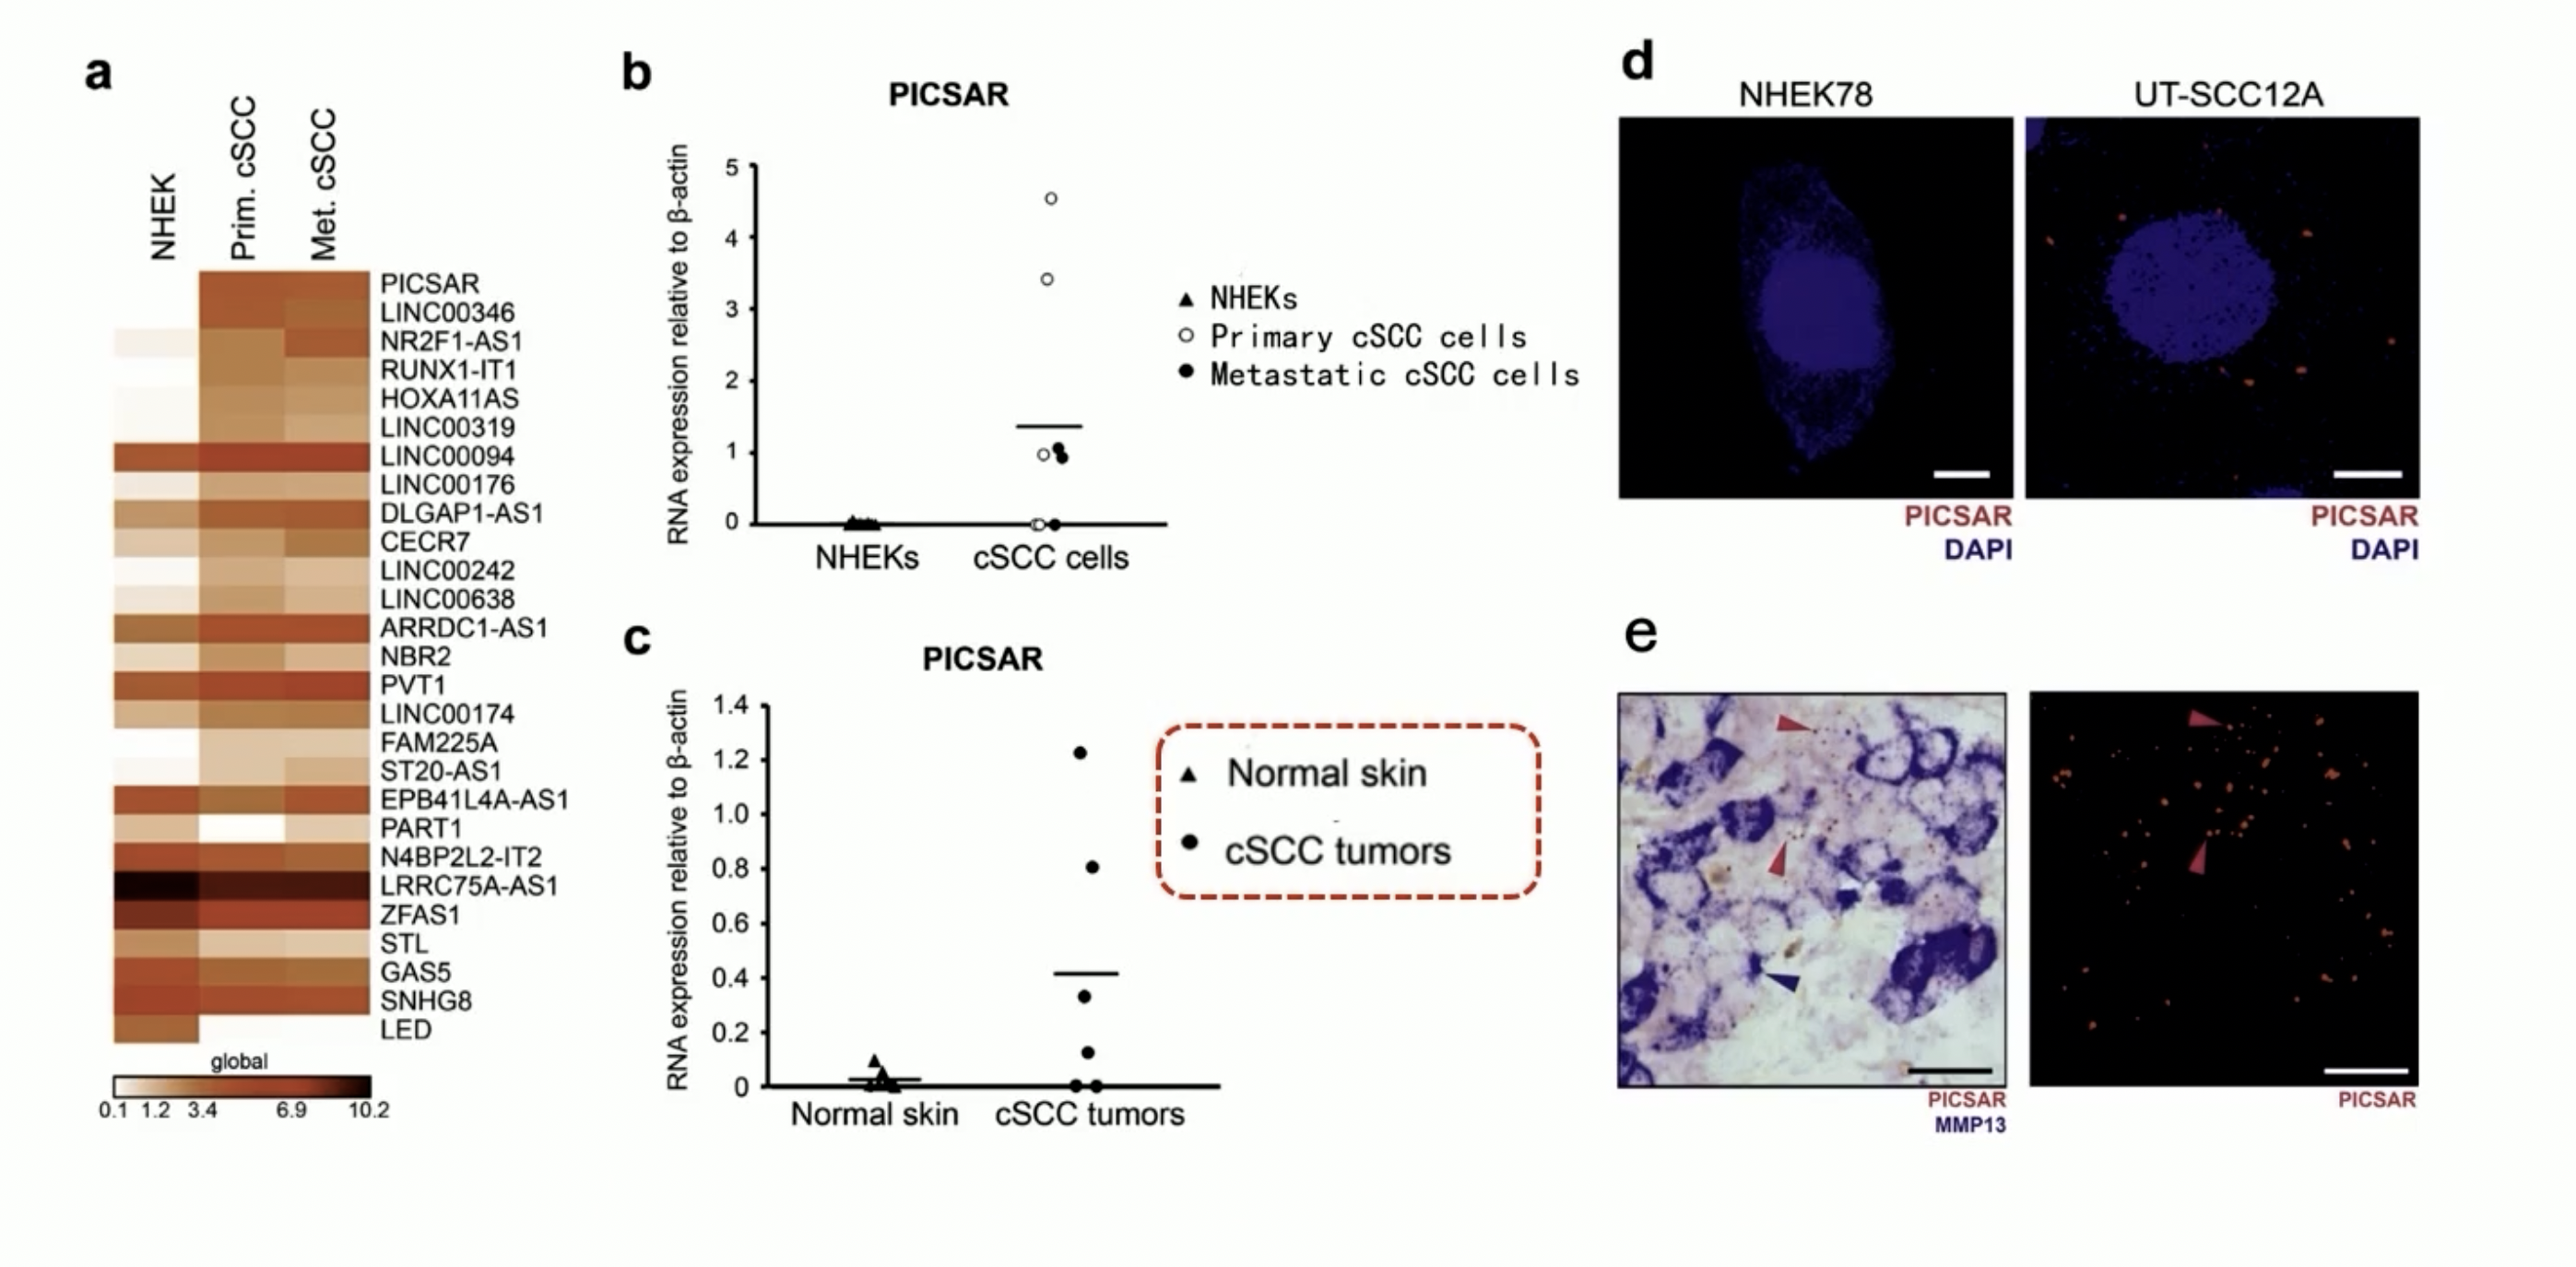 a
NHEK
Prim. cSCC
Met. cSCC
PICSAR
LINC00346
NR2F1-AS1
RUNX1-IT1
HOXA11AS
LINC00319
LINC00094
LINC00176
DLGAP1-AS1
CECR7
LINC00242
LINC00638
ARRDC1-AS1
NBR2
PVT1
LINC00174
FAM225A
ST20-AS1
EPB41L4A-AS1
PART1
N4BP2L2-IT2
LRRC75A-AS1
ZFAS1
STL
GAS5
SNHG8
LED
global
0.1 1.2 3.4 6.9 10.2
b
PICSAR
RNA expression relative to β-actin
5
4
3
2
1
0
NHEKs cSCC cells
NHEKs
Primary cSCC cells
Metastatic cSCC cells
c
PICSAR
RNA expression relative to β-actin
1.4
1.2
1.0
0.8
0.6
0.4
0.2
0
Normal skin cSCC tumors
Normal skin
cSCC tumors
d
NHEK78
UT-SCC12A
PICSAR
DAPI
PICSAR
DAPI
e
PICSAR
MMP13
PICSAR